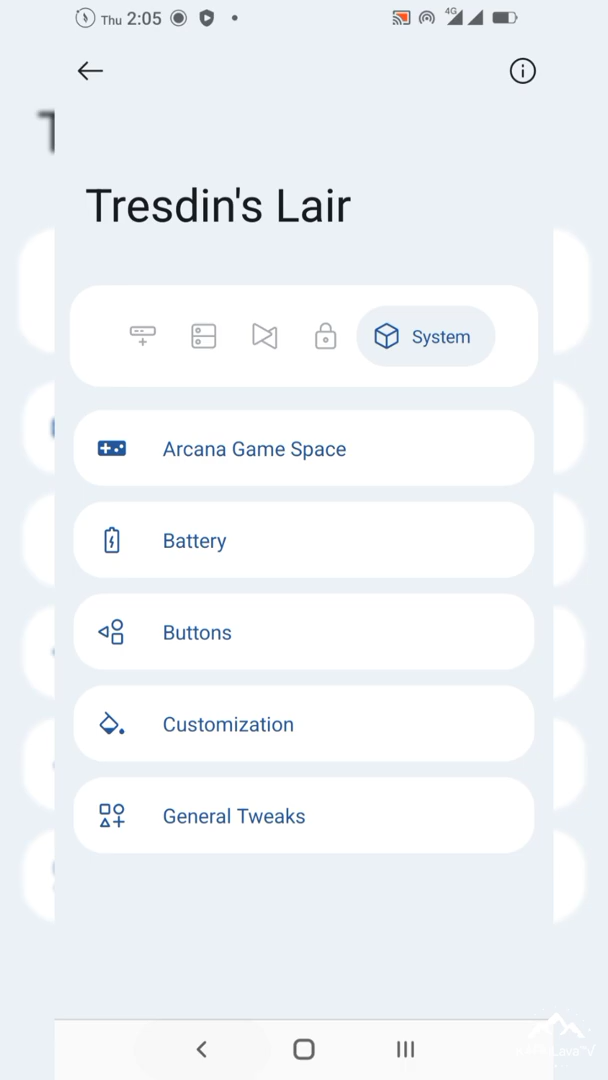 Thu 2:05
4G
Tresdin's Lair
System
Arcana Game Space
Battery
Buttons
Customization
General Tweaks